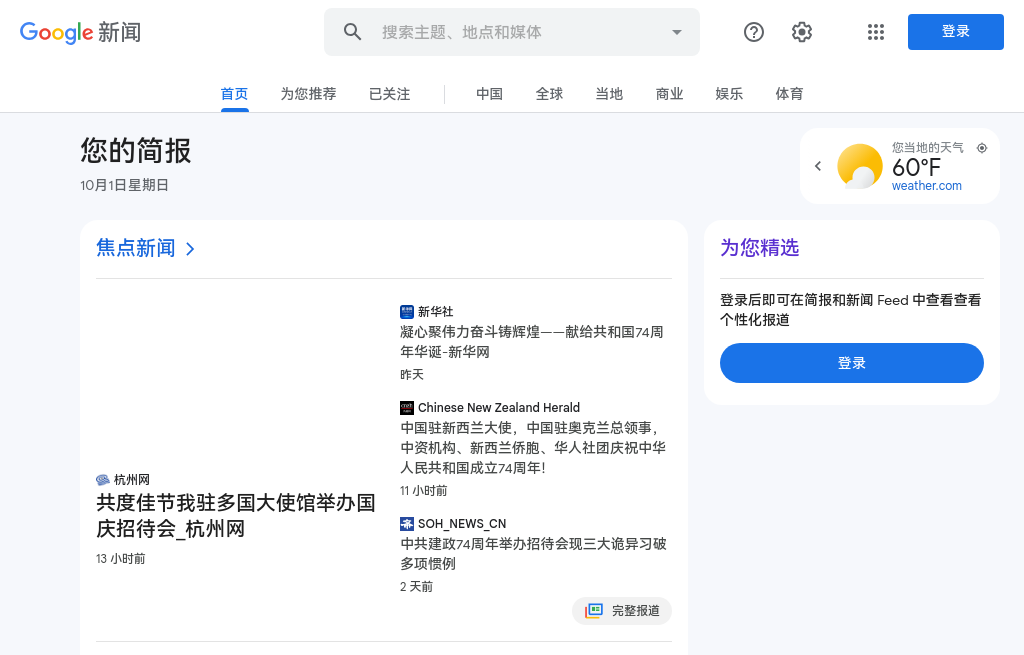 Google 新闻
搜索主题、地点和媒体
登录
首页
为您推荐
已关注
中国
全球
当地
商业
娱乐
体育
您的简报
10月1日星期日
您当地的天气
60°F
weather.com
焦点新闻
杭州网
共度佳节我驻多国大使馆举办国
庆招待会_杭州网
13 小时前
新华社
凝心聚伟力奋斗铸辉煌——献给共和国74周
年华诞-新华网
昨天
Chinese New Zealand Herald
中国驻新西兰大使，中国驻奥克兰总领事，
中资机构、新西兰侨胞、华人社团庆祝中华
人民共和国成立74周年！
11 小时前
SOH_NEWS_CN
中共建政74周年举办招待会现三大诡异习破
多项惯例
2 天前
完整报道
为您精选
登录后即可在简报和新闻 Feed 中查看查看
个性化报道
登录